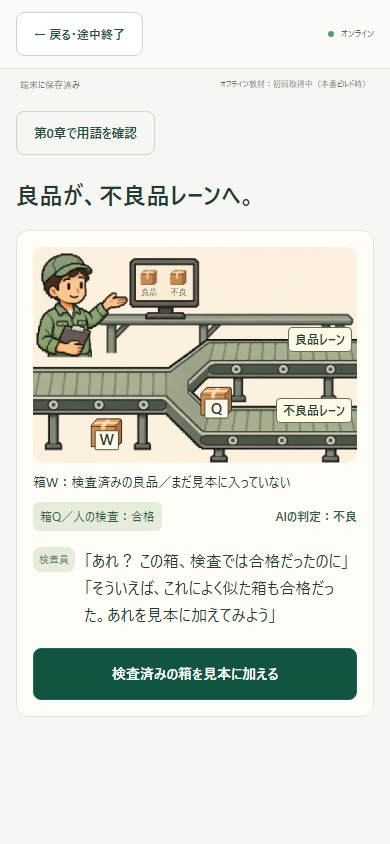 ← 戻る・途中終了
オンライン
端末に保存済み
オフライン教材：初回取得中（本番ビルド時）
第0章で用語を確認
良品が、不良品レーンへ。
良品 不良
良品レーン
Q
不良品レーン
W
箱W：検査済みの良品／まだ見本に入っていない
箱Q／人の検査：合格
AIの判定：不良
検査員
「あれ？ この箱、検査では合格だったのに」
「そういえば、これによく似た箱も合格だっ
た。あれを見本に加えてみよう」
検査済みの箱を見本に加える